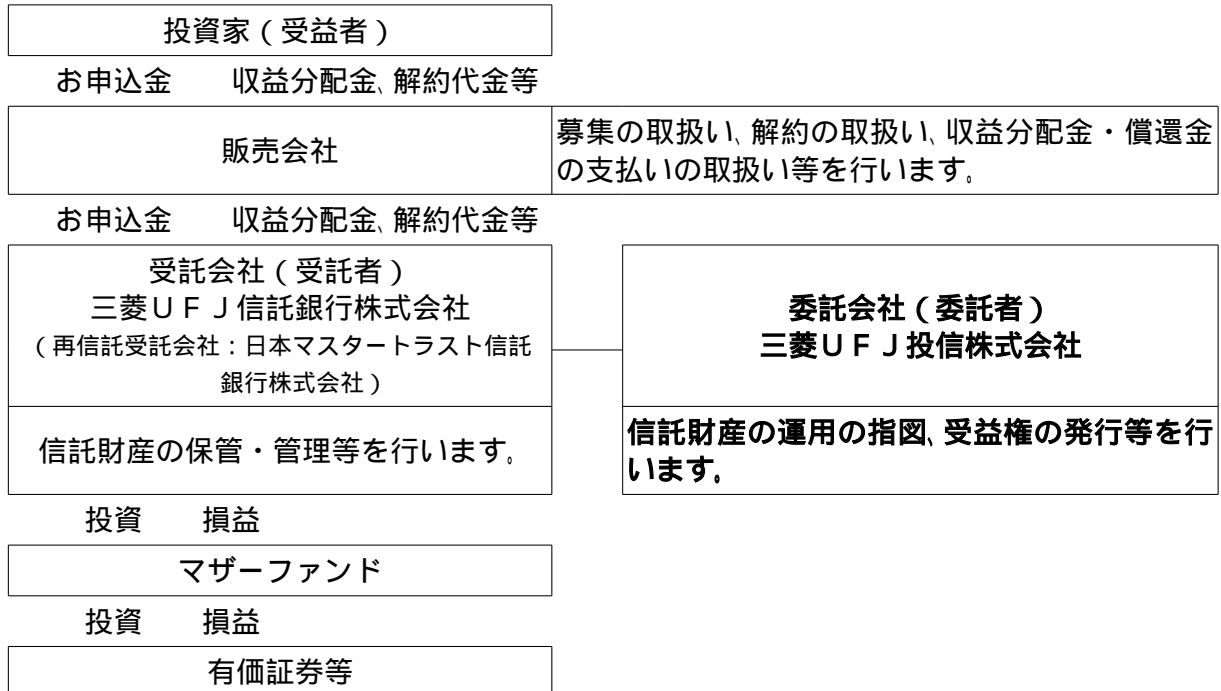 投資家（受益者）
お申込金　　収益分配金、解約代金等
販売会社
募集の取扱い、解約の取扱い、収益分配金・償還金
の支払いの取扱い等を行います。
お申込金　　収益分配金、解約代金等
受託会社（受託者）
三菱ＵＦＪ信託銀行株式会社
（再信託受託会社：日本マスタートラスト信託
銀行株式会社）
委託会社（委託者）
三菱ＵＦＪ投信株式会社
信託財産の保管・管理等を行います。
信託財産の運用の指図、受益権の発行等を行
います。
投資　　損益
マザーファンド
投資　　損益
有価証券等